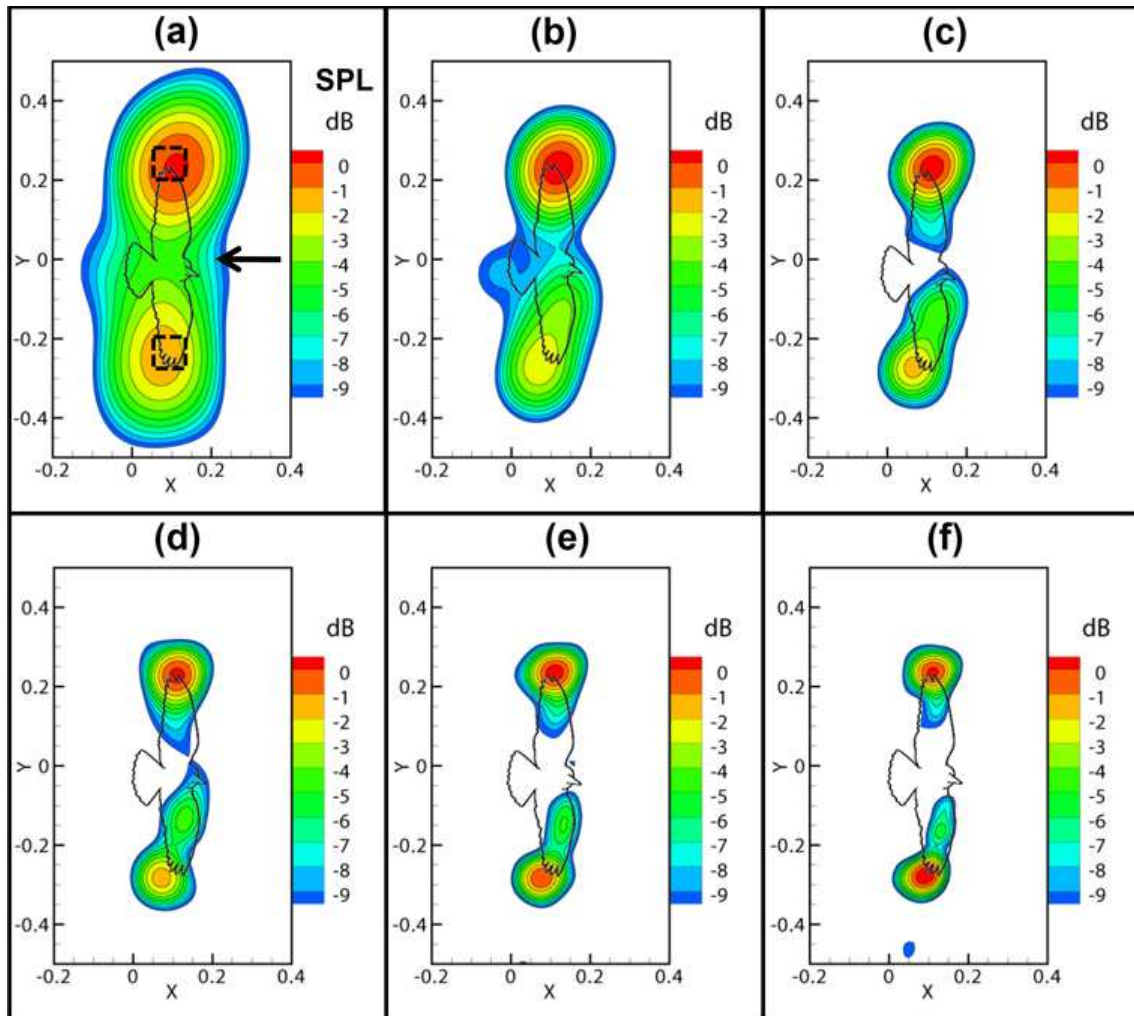 (a) (b) (c)
SPL
dB dB dB
0.4 0.4 0.4
0 0 0
-1 -1 -1
0.2 0.2 0.2
-2 -2 -2
-3 -3 -3
Y 0 Y 0 Y 0
-4 -4 -4
-5 -5 -5
-6 -6 -6
-0.2 -0.2 -0.2
-7 -7 -7
-8 -8 -8
-9 -9 -9
-0.4 -0.4 -0.4
-0.2 0 0.2 0.4 -0.2 0 0.2 0.4 -0.2 0 0.2 0.4
X X X
(d) (e) (f)
dB dB dB
0.4 0.4 0.4
0 0 0
-1 -1 -1
0.2 0.2 0.2
-2 -2 -2
-3 -3 -3
Y 0 Y 0 Y 0
-4 -4 -4
-5 -5 -5
-6 -6 -6
-0.2 -0.2 -0.2
-7 -7 -7
-8 -8 -8
-9 -9 -9
-0.4 -0.4 -0.4
-0.2 0 0.2 0.4 -0.2 0 0.2 0.4 -0.2 0 0.2 0.4
X X X